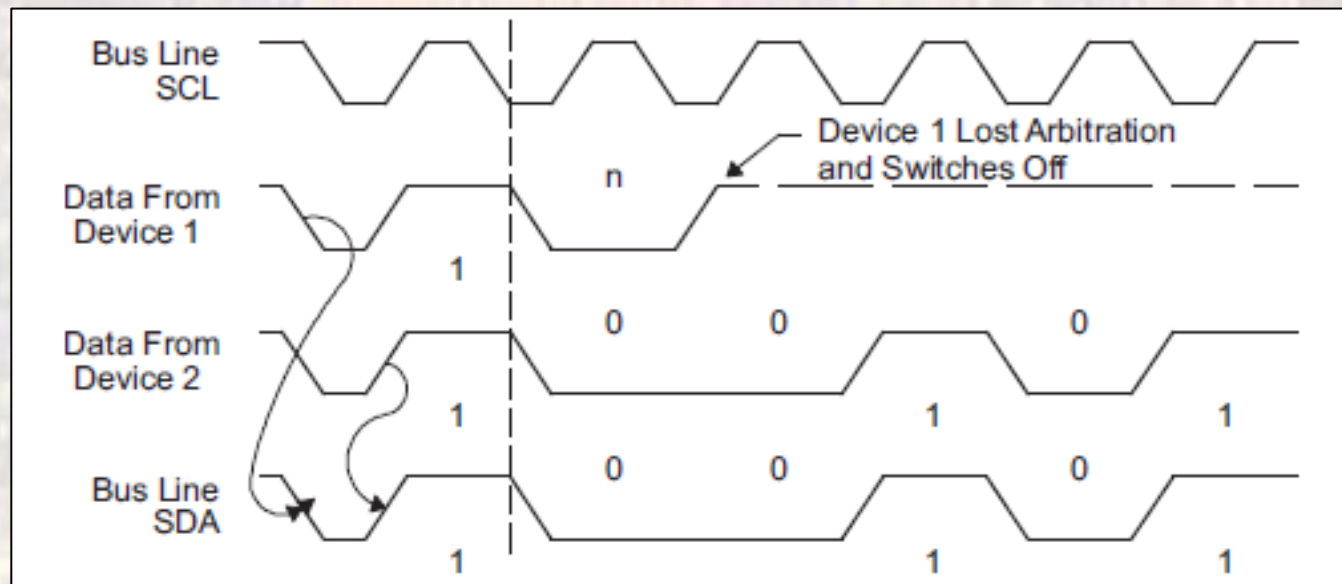 Bus Line
SCL
Device 1 Lost Arbitration
and Switches Off
n
Data From
Device 1
1
0 0 0
Data From
Device 2
1 1 1
0 0 0
Bus Line
SDA
1 1 1